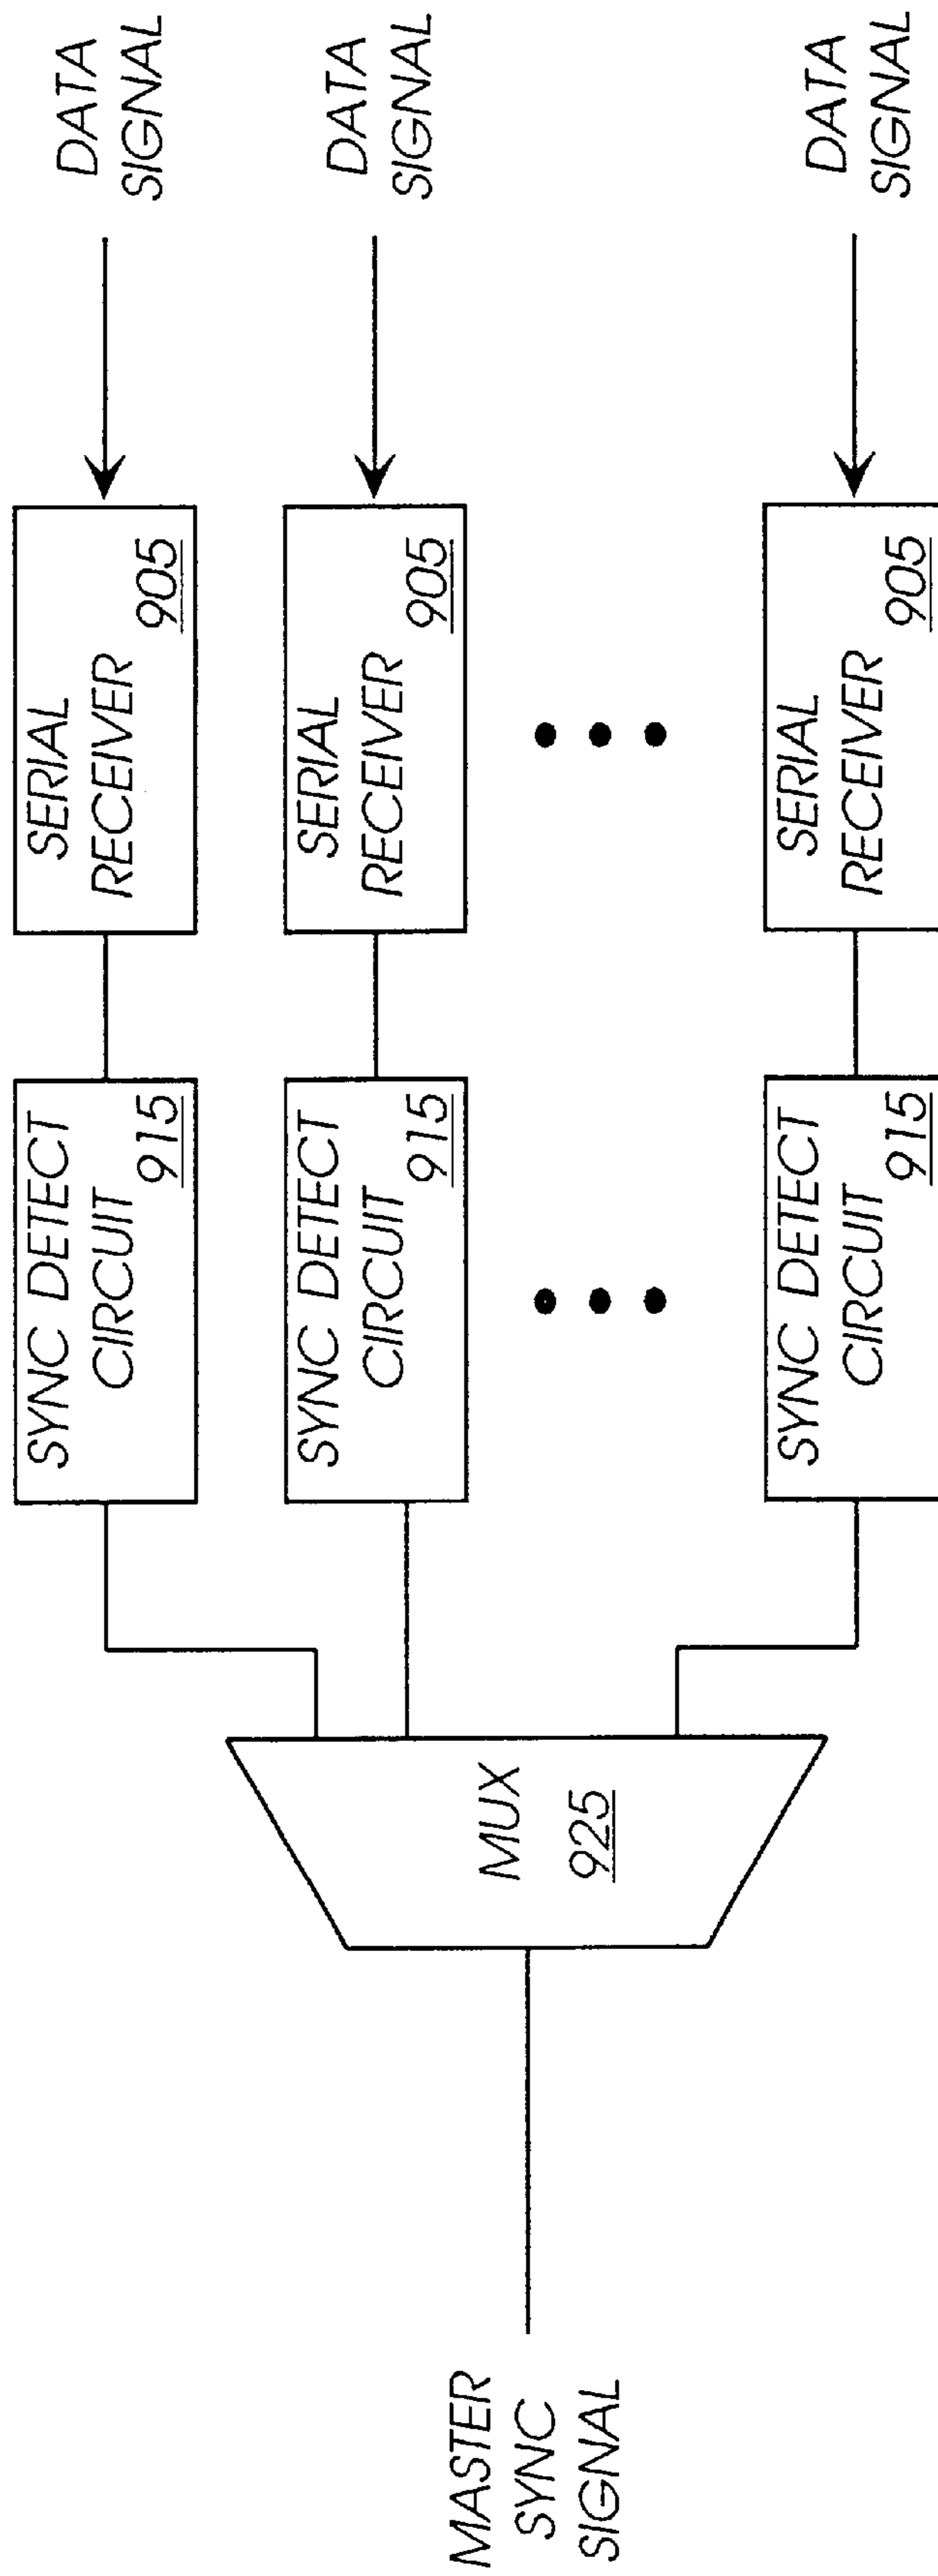 MASTER
SYNC
SIGNAL
MUX
925
SYNC DETECT
CIRCUIT
915
SERIAL
RECEIVER
905
DATA
SIGNAL
SYNC DETECT
CIRCUIT
915
SERIAL
RECEIVER
905
DATA
SIGNAL
SYNC DETECT
CIRCUIT
915
SERIAL
RECEIVER
905
DATA
SIGNAL